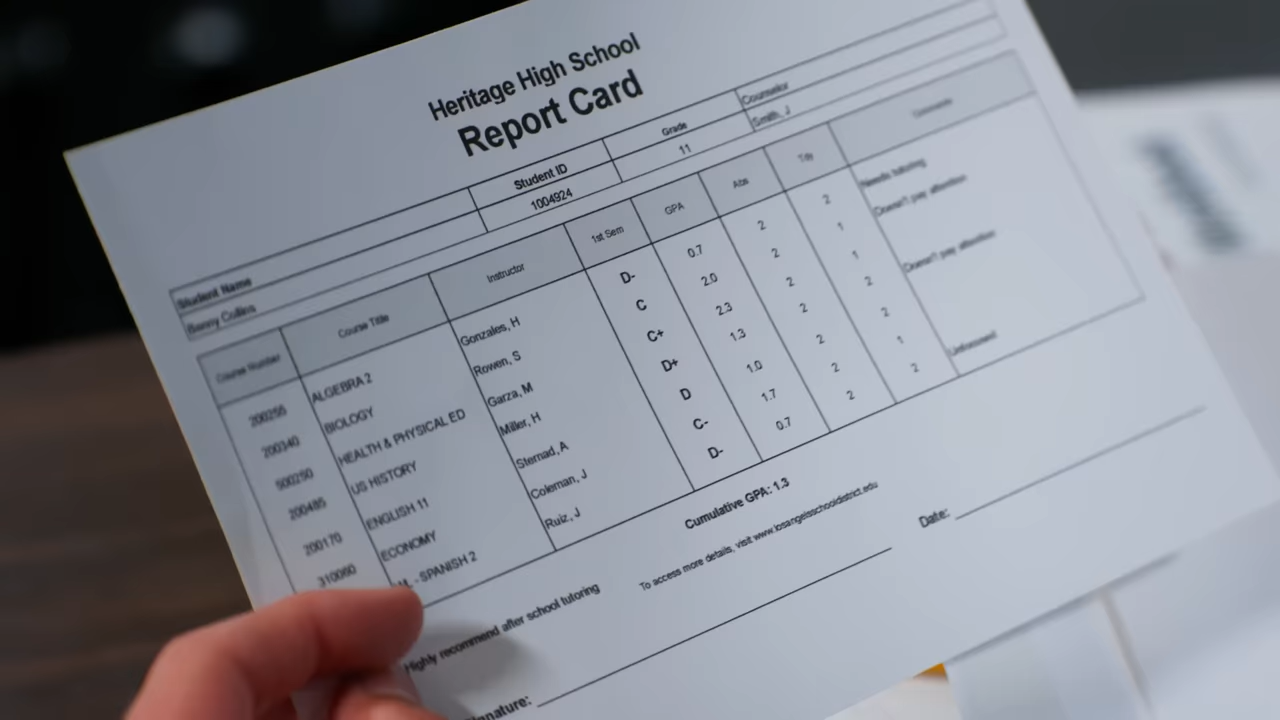 Heritage High School
Report Card
Student Name Student ID Grade Counselor
Benny Collins 1004924 11 Smith, J
Course Number Course Title Instructor 1st Sem GPA Abs Tdy Comments
200255 ALGEBRA 2 Gonzales, H D- 0.7 2 2 Needs tutoring
200340 BIOLOGY Rowen, S C 2.0 2 1 Doesn't pay attention
500250 HEALTH & PHYSICAL ED Garza, M C+ 2.3 2 1
200485 US HISTORY Miller, H D+ 1.3 2 2 Doesn't pay attention
200170 ENGLISH 11 Sternad, A D 1.0 2 2
310060 ECONOMY Coleman, J C- 1.7 2 1
- SPANISH 2 Ruiz, J D- 0.7 2 2 Unfocused
Cumulative GPA: 1.3
To access more details, visit www.losangelsschooldistrict.edu
Highly recommend after school tutoring
Signature: Date: